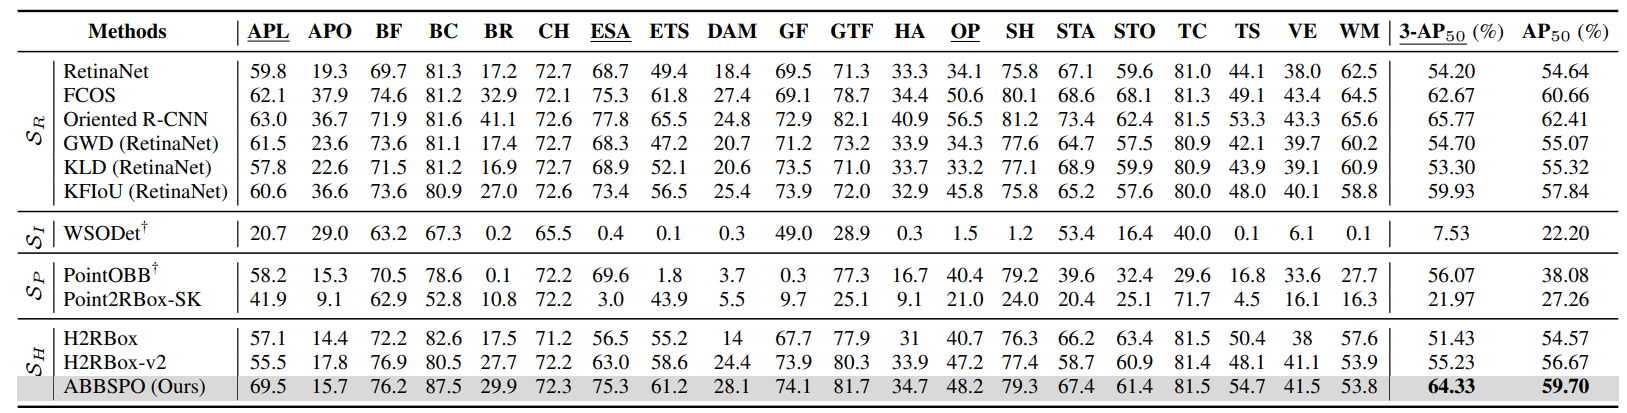 Methods APL APO BF BC BR CH ESA ETS DAM GF GTF HA OP SH STA STO TC TS VE WM 3-AP50 (%) AP50 (%)
S_R
RetinaNet 59.8 19.3 69.7 81.3 17.2 72.7 68.7 49.4 18.4 69.5 71.3 33.3 34.1 75.8 67.1 59.6 81.0 44.1 38.0 62.5 54.20 54.64
FCOS 62.1 37.9 74.6 81.2 32.9 72.1 75.3 61.8 27.4 69.1 78.7 34.4 50.6 80.1 68.6 68.1 81.3 49.1 43.4 64.5 62.67 60.66
Oriented R-CNN 63.0 36.7 71.9 81.6 41.1 72.6 77.8 65.5 24.8 72.9 82.1 40.9 56.5 81.2 73.4 62.4 81.5 53.3 43.3 65.6 65.77 62.41
GWD (RetinaNet) 61.5 23.6 73.6 81.1 17.4 72.7 68.3 47.2 20.7 71.2 73.2 33.9 34.3 77.6 64.7 57.5 80.9 42.1 39.7 60.2 54.70 55.07
KLD (RetinaNet) 57.8 22.6 71.5 81.2 16.9 72.7 68.9 52.1 20.6 73.5 71.0 33.7 33.2 77.1 68.9 59.9 80.9 43.9 39.1 60.9 53.30 55.32
KFIoU (RetinaNet) 60.6 36.6 73.6 80.9 27.0 72.6 73.4 56.5 25.4 73.9 72.0 32.9 45.8 75.8 65.2 57.6 80.0 48.0 40.1 58.8 59.93 57.84
S_I
WSODet† 20.7 29.0 63.2 67.3 0.2 65.5 0.4 0.1 0.3 49.0 28.9 0.3 1.5 1.2 53.4 16.4 40.0 0.1 6.1 0.1 7.53 22.20
S_P
PointOBB† 58.2 15.3 70.5 78.6 0.1 72.2 69.6 1.8 3.7 0.3 77.3 16.7 40.4 79.2 39.6 32.4 29.6 16.8 33.6 27.7 56.07 38.08
Point2RBox-SK 41.9 9.1 62.9 52.8 10.8 72.2 3.0 43.9 5.5 9.7 25.1 9.1 21.0 24.0 20.4 25.1 71.7 4.5 16.1 16.3 21.97 27.26
S_H
H2RBox 57.1 14.4 72.2 82.6 17.5 71.2 56.5 55.2 14 67.7 77.9 31 40.7 76.3 66.2 63.4 81.5 50.4 38 57.6 51.43 54.57
H2RBox-v2 55.5 17.8 76.9 80.5 27.7 72.2 63.0 58.6 24.4 73.9 80.3 33.9 47.2 77.4 58.7 60.9 81.4 48.1 41.1 53.9 55.23 56.67
ABBSPO (Ours) 69.5 15.7 76.2 87.5 29.9 72.3 75.3 61.2 28.1 74.1 81.7 34.7 48.2 79.3 67.4 61.4 81.5 54.7 41.5 53.8 64.33 59.70